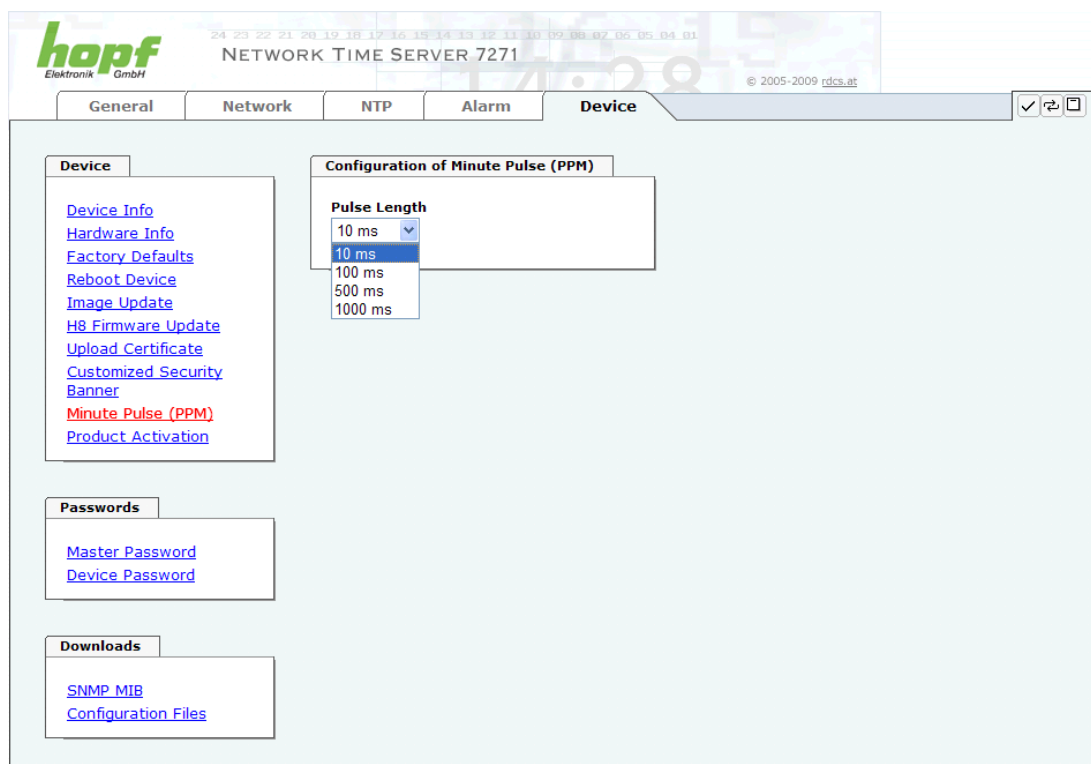 hopf
Elektronik GmbH
24 23 22 21 20 19 18 17 16 15 14 13 12 11 10 09 08 07 06 05 04 01
NETWORK TIME SERVER 7271
14:28
© 2005-2009 rdcs.at
General Network NTP Alarm Device
Device
Device Info
Hardware Info
Factory Defaults
Reboot Device
Image Update
H8 Firmware Update
Upload Certificate
Customized Security
Banner
Minute Pulse (PPM)
Product Activation
Configuration of Minute Pulse (PPM)
Pulse Length
10 ms
10 ms
100 ms
500 ms
1000 ms
Passwords
Master Password
Device Password
Downloads
SNMP MIB
Configuration Files